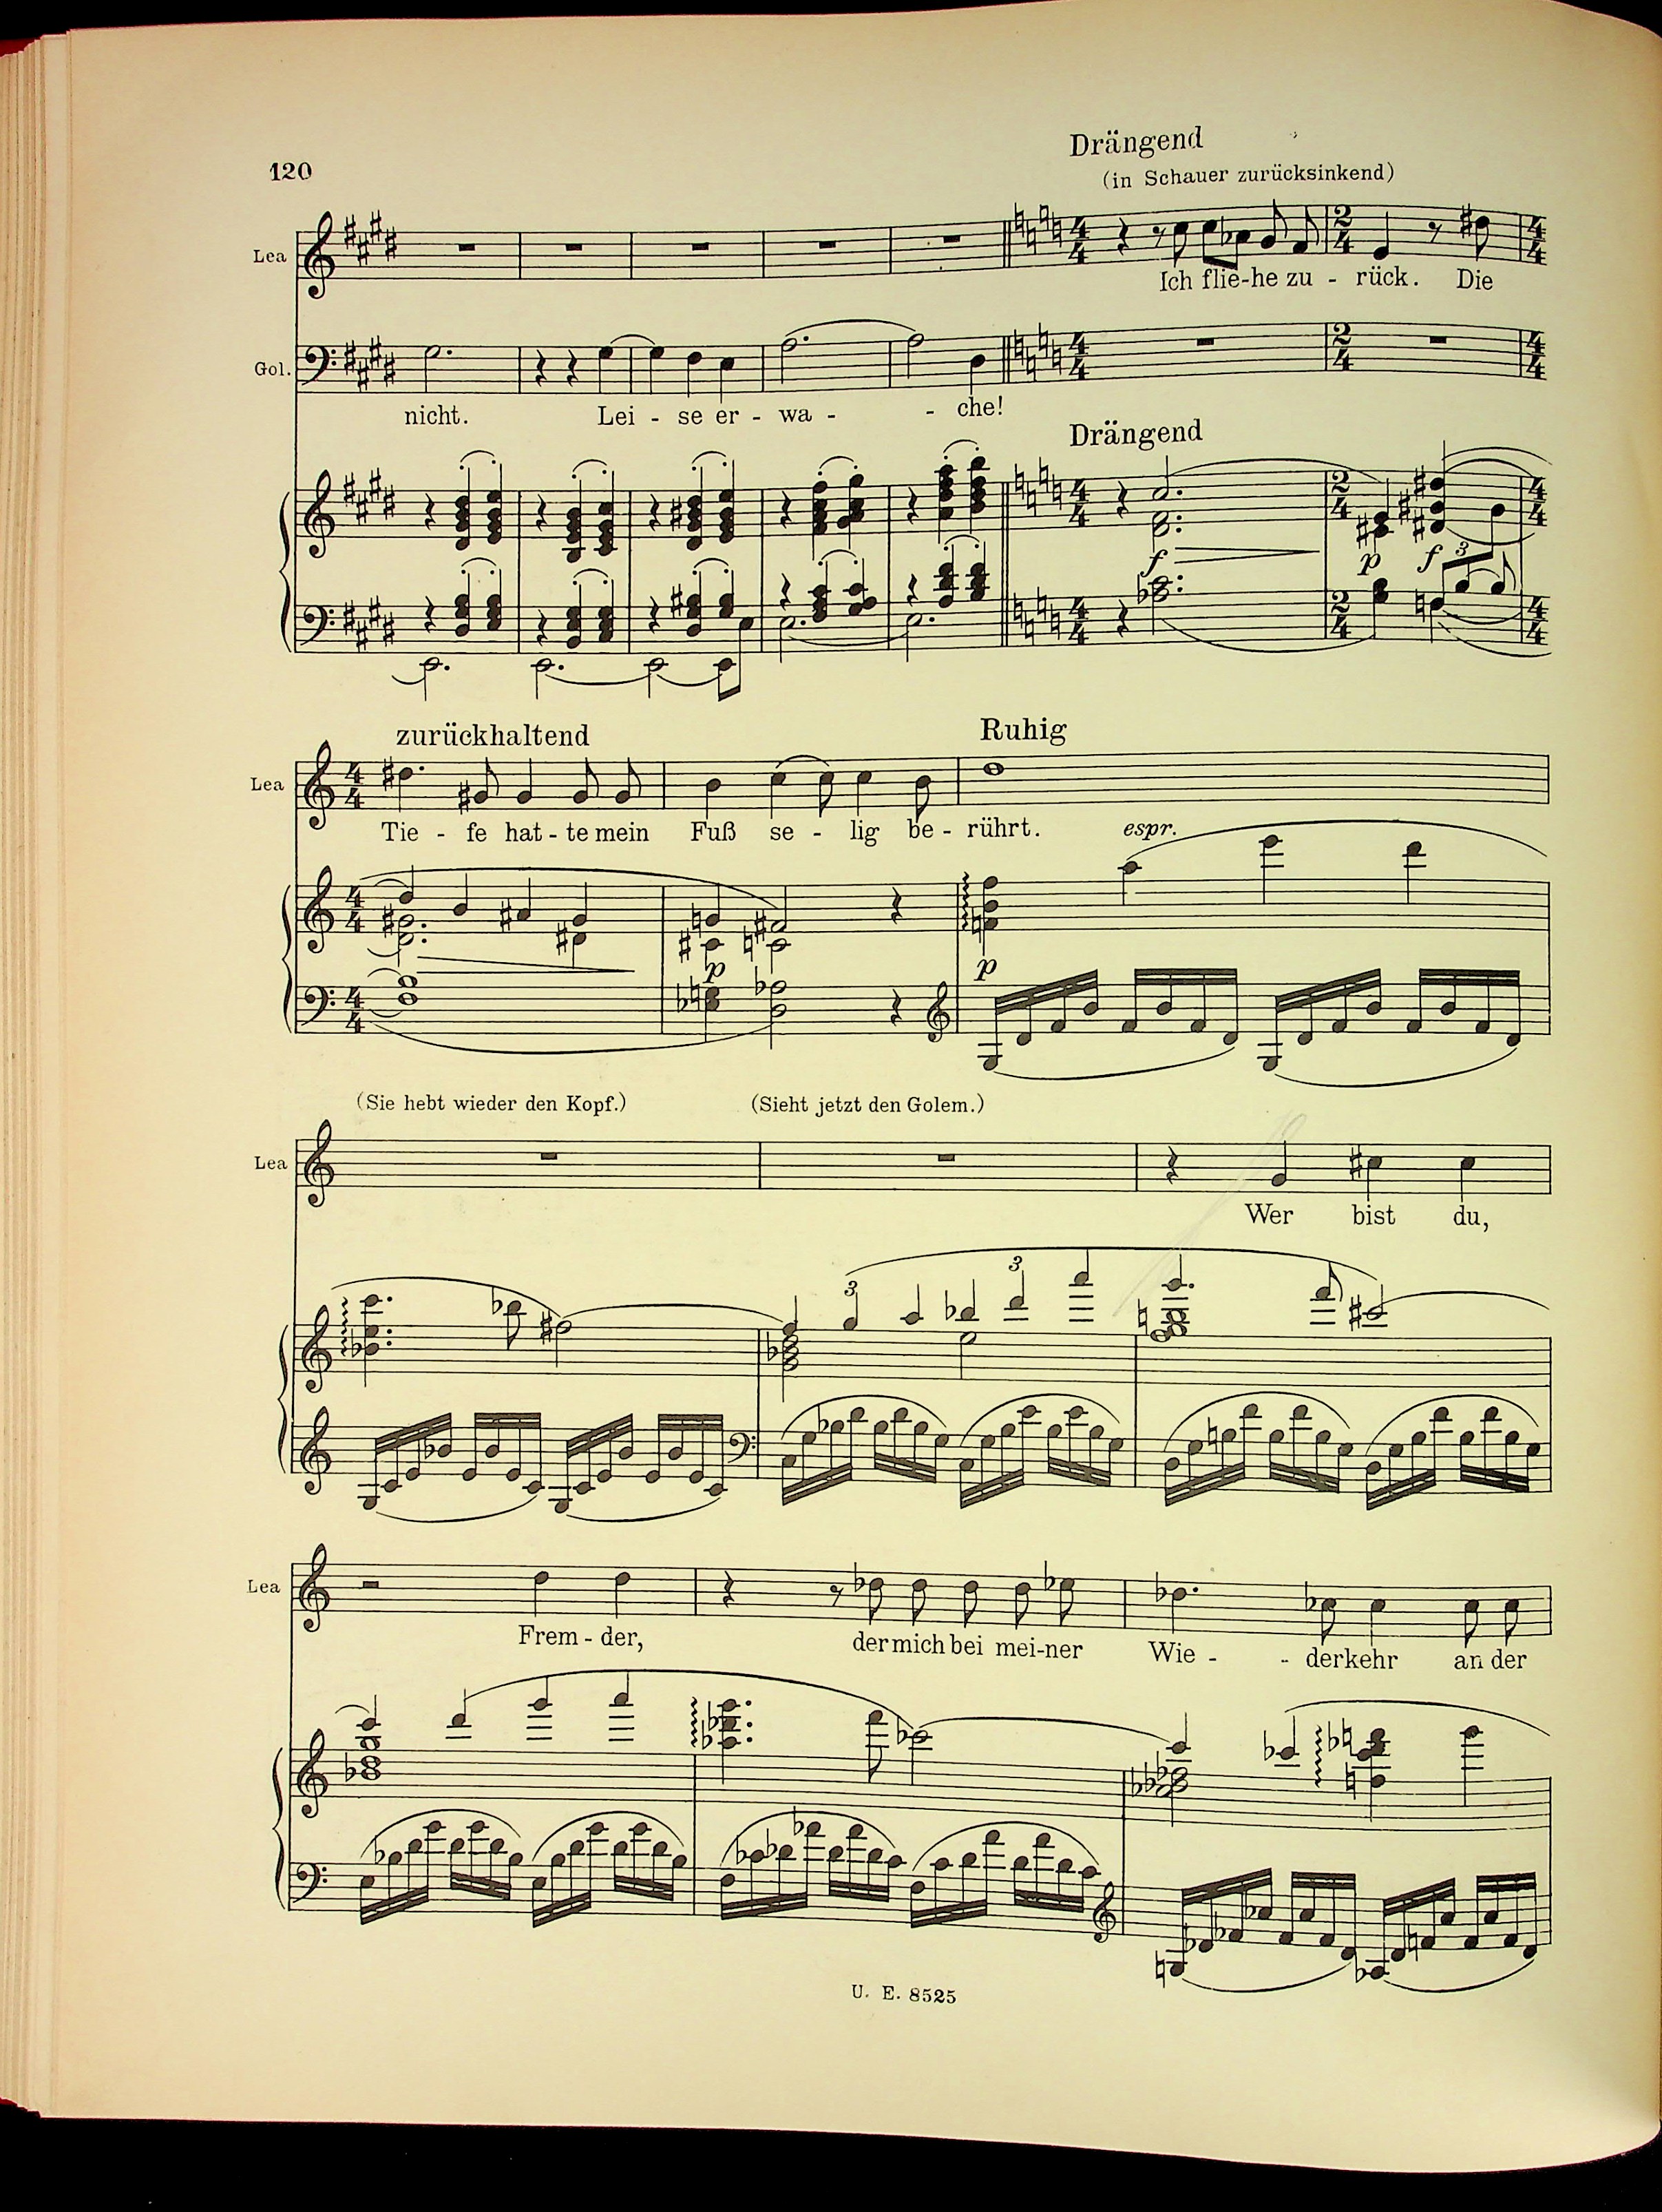 120
Drängend
(in Schauer zurücksinkend)
Lea
Ich flie-he zu - rück. Die
Gol.
nicht. Lei - se er - wa - - che!
Drängend
f p f 3
zurückhaltend Ruhig
Lea
Tie - fe hat - te mein Fuß se - lig be - rührt.
espr.
p p
(Sie hebt wieder den Kopf.) (Sieht jetzt den Golem.)
Lea
Wer bist du,
3 3
Lea
Frem - der, der mich bei mei-ner Wie - - derkehr an der
U. E. 8525